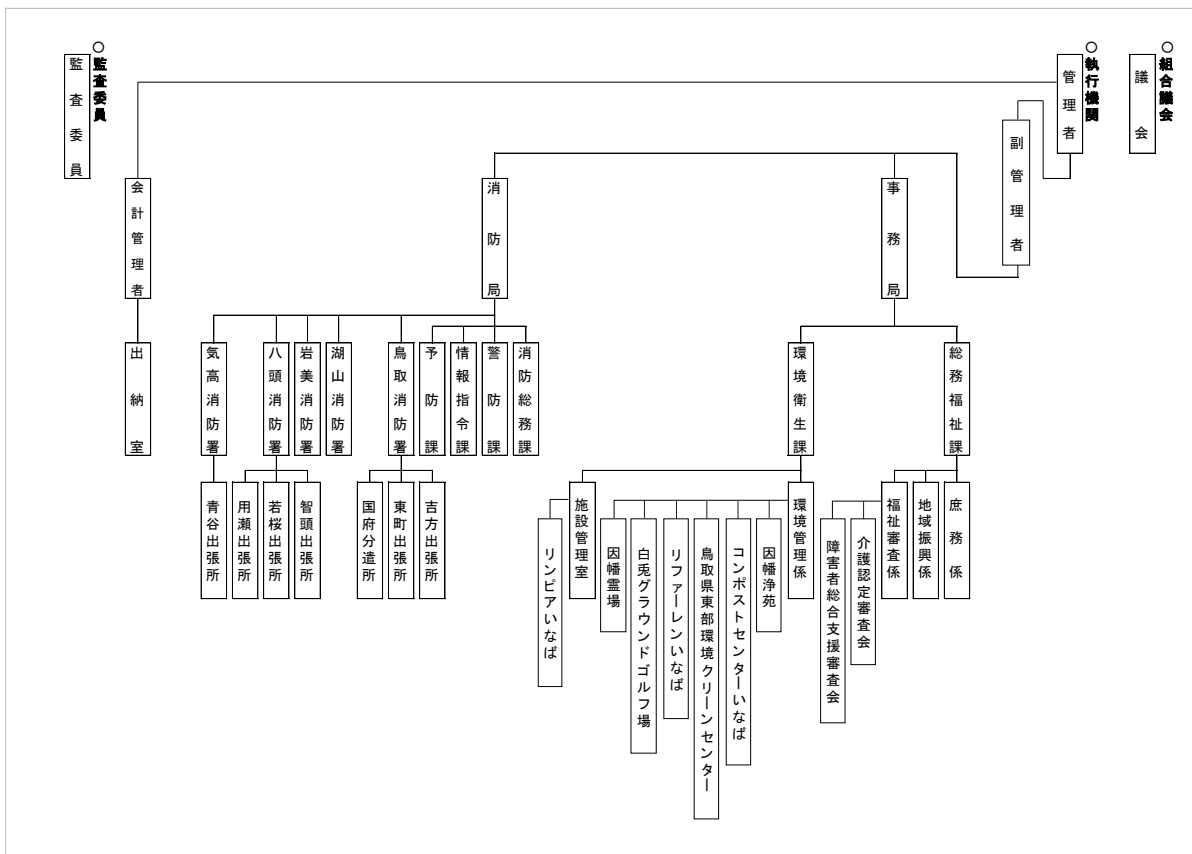 ○組合議会
議会
○執行機関
管理者
副管理者
事務局
総務福祉課
庶務係
地域振興係
福祉審査係
介護認定審査会
障害者総合支援審査会
環境衛生課
環境管理係
因幡浄苑
コンポストセンターいなば
鳥取県東部環境クリーンセンター
リファーレンいなば
白兎グラウンドゴルフ場
因幡霊場
施設管理室
リンピアいなば
消防局
消防総務課
警防課
情報指令課
予防課
鳥取消防署
吉方出張所
東町出張所
国府分遣所
湖山消防署
岩美消防署
八頭消防署
智頭出張所
若桜出張所
用瀬出張所
気高消防署
青谷出張所
会計管理者
出納室
○監査委員
監査委員